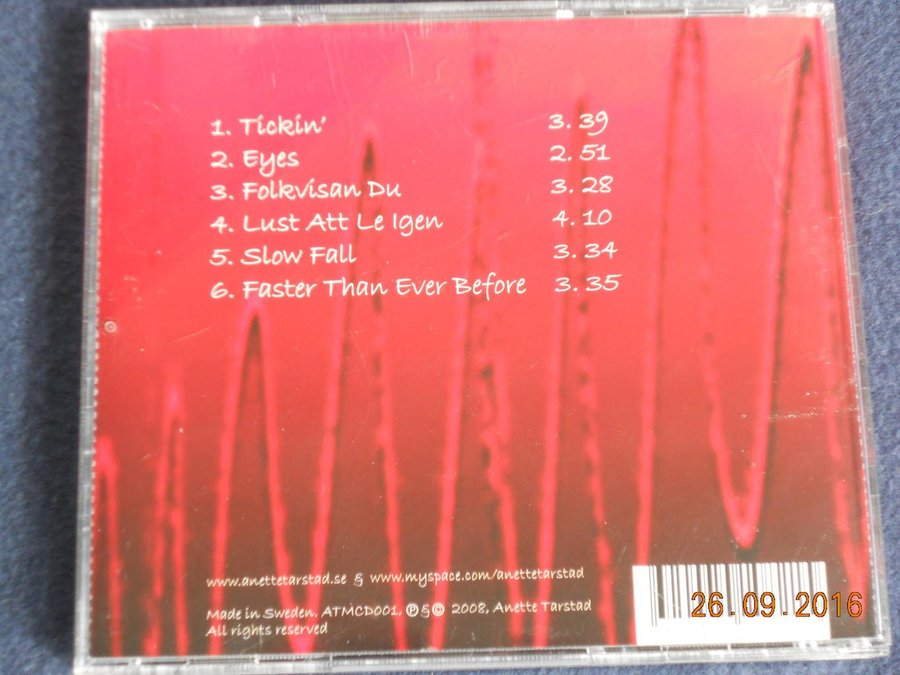 1. Tickin' 3. 39
2. Eyes 2. 51
3. Folkvisan Du 3. 28
4. Lust Att Le Igen 4. 10
5. Slow Fall 3. 34
6. Faster Than Ever Before 3. 35
www.anettetarstad.se § www.myspace.com/anettetarstad
Made in Sweden, ATMCD001, ℗§© 2008, Anette Tarstad
All rights reserved
26.09.2016